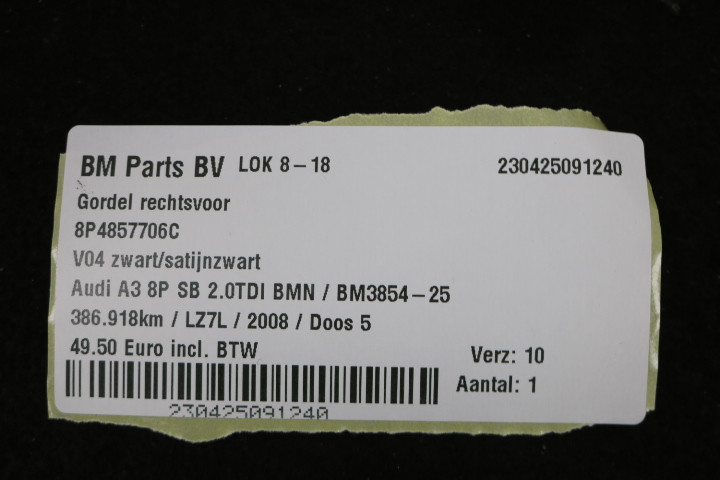 BM Parts BV LOK 8-18 230425091240
Gordel rechtsvoor
8P4857706C
V04 zwart/satijnzwart
Audi A3 8P SB 2.0TDI BMN / BM3854-25
386.918km / LZ7L / 2008 / Doos 5
49.50 Euro incl. BTW Verz: 10
Aantal: 1
230425091240